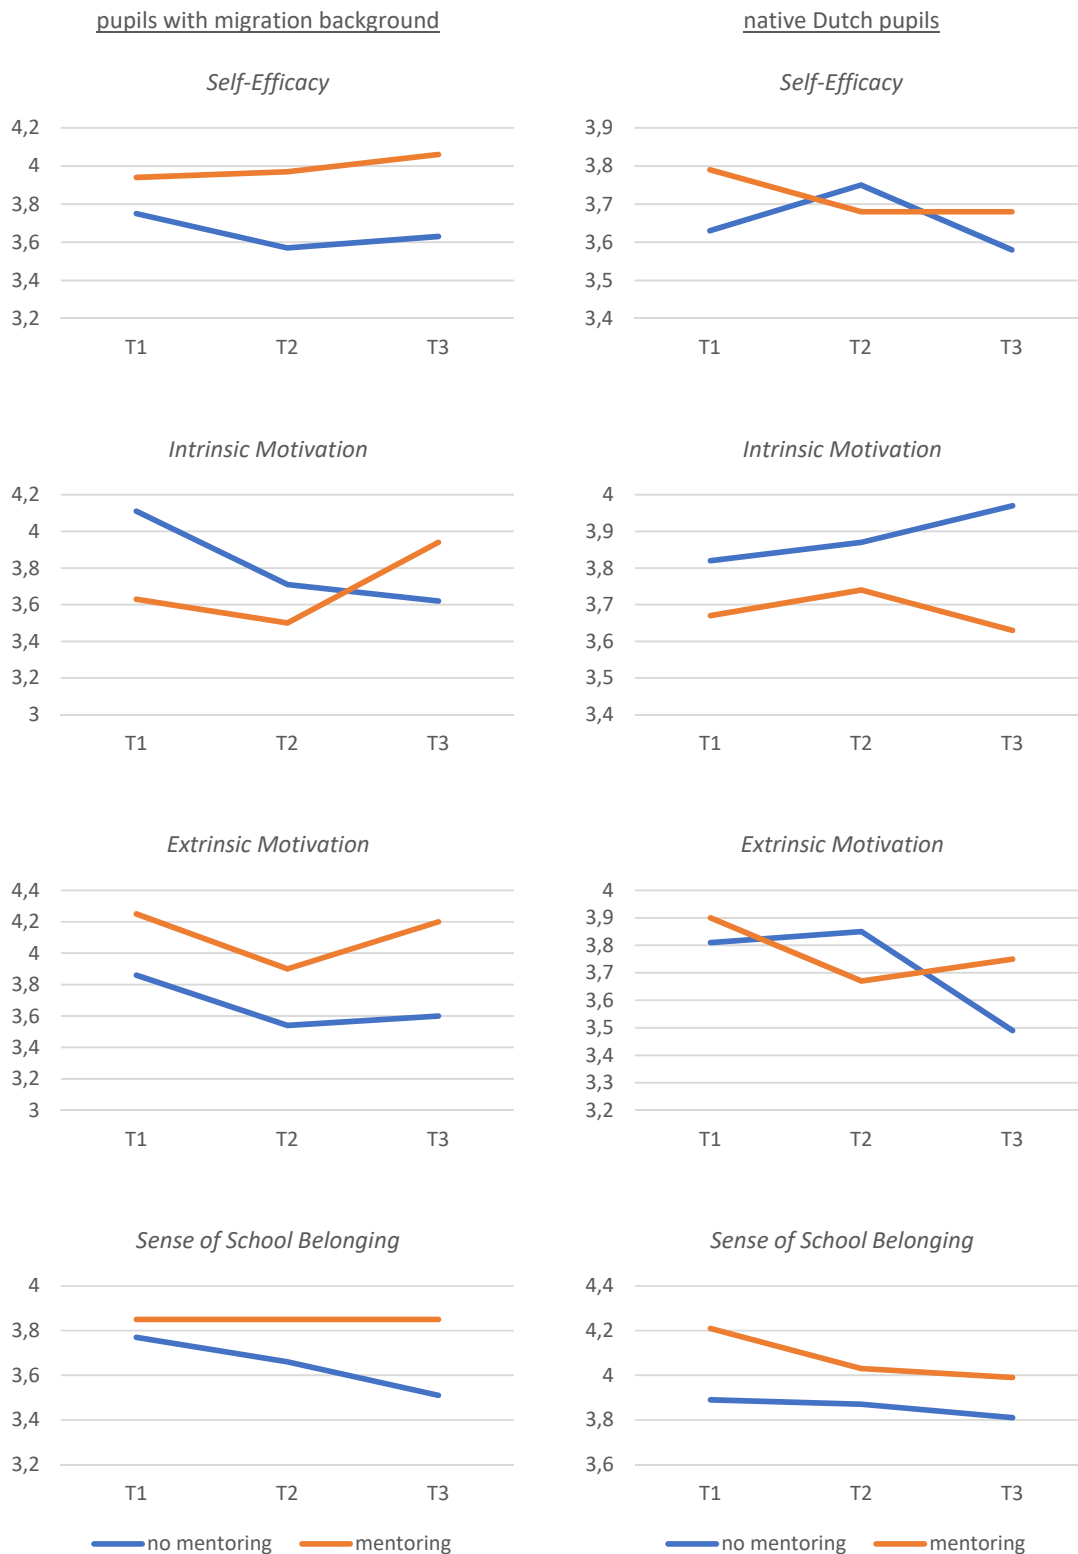 pupils with migration background
native Dutch pupils
Self-Efficacy
Self-Efficacy
4,2
4
3,8
3,6
3,4
3,2
T1 T2 T3
3,9
3,8
3,7
3,6
3,5
3,4
T1 T2 T3
Intrinsic Motivation
Intrinsic Motivation
4,2
4
3,8
3,6
3,4
3,2
3
T1 T2 T3
4
3,9
3,8
3,7
3,6
3,5
3,4
T1 T2 T3
Extrinsic Motivation
Extrinsic Motivation
4,4
4,2
4
3,8
3,6
3,4
3,2
3
T1 T2 T3
4
3,9
3,8
3,7
3,6
3,5
3,4
3,3
3,2
T1 T2 T3
Sense of School Belonging
Sense of School Belonging
4
3,8
3,6
3,4
3,2
T1 T2 T3
4,4
4,2
4
3,8
3,6
T1 T2 T3
no mentoring mentoring
no mentoring mentoring